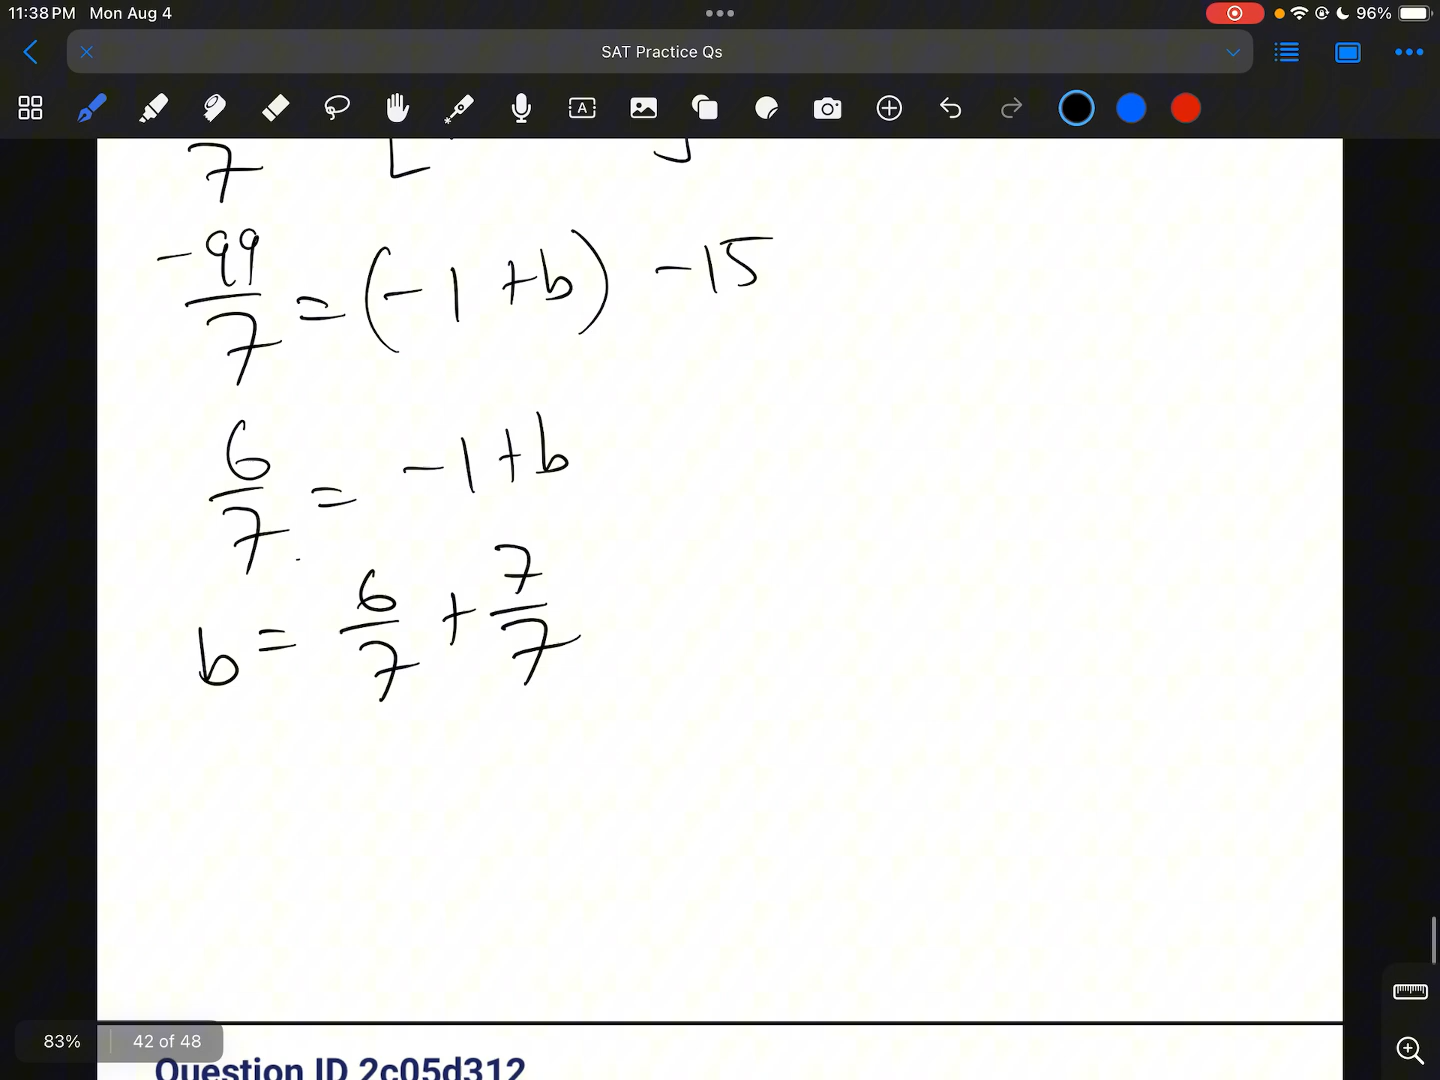 11:38 PM Mon Aug 4 96%
SAT Practice Qs
A
7
-99/7 = (-1 + b) -15
6/7 = -1 + b
b = 6/7 + 7/7
83% 42 of 48
Question ID 2c05d312